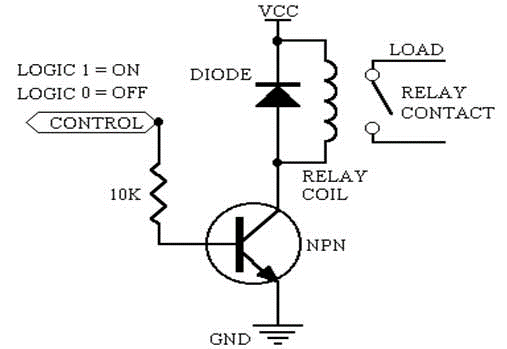 VCC
LOGIC 1 = ON
LOGIC 0 = OFF
CONTROL
DIODE
LOAD
RELAY
CONTACT
RELAY
COIL
10K
NPN
GND